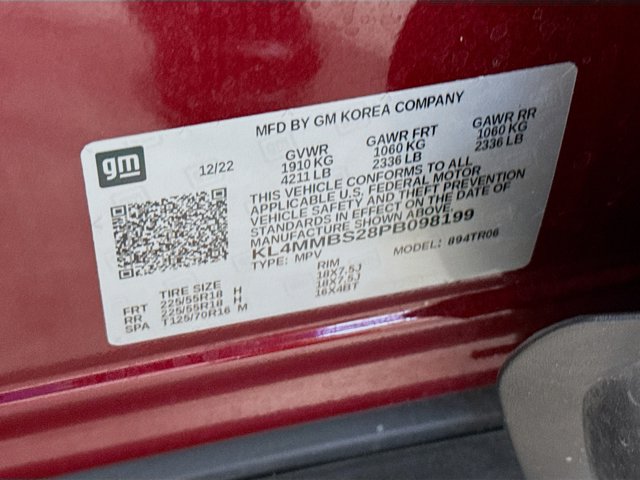 MFD BY GM KOREA COMPANY
gm
12/22
GVWR
1910 KG
4211 LB
GAWR FRT
1060 KG
2336 LB
GAWR RR
1060 KG
2336 LB
THIS VEHICLE CONFORMS TO ALL
APPLICABLE U.S. FEDERAL MOTOR
VEHICLE SAFETY AND THEFT PREVENTION
STANDARDS IN EFFECT ON THE DATE OF
MANUFACTURE SHOWN ABOVE.
KL4MMBS28PB098199
TYPE: MPV
MODEL: 894TR06
TIRE SIZE
RIM
FRT 225/55R18 H 18X7.5J
RR 225/55R18 H 18X7.5J
SPA T125/70R16 M 16X4BT